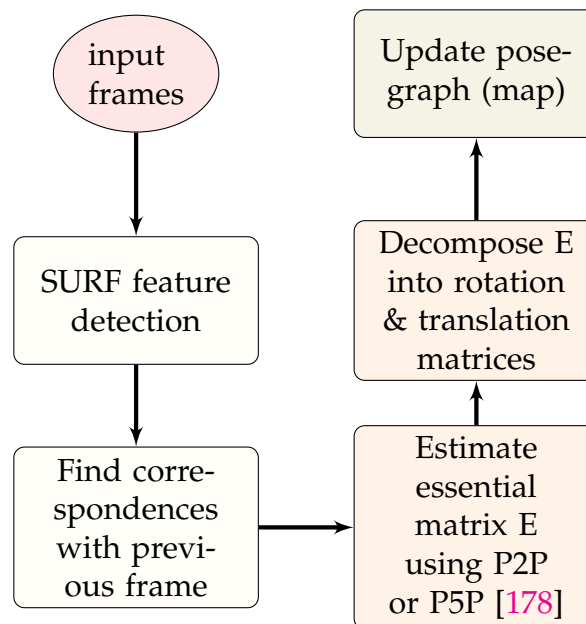 input
frames
SURF feature
detection
Find corre-
spondences
with previ-
ous frame
Estimate
essential
matrix E
using P2P
or P5P [178]
Decompose E
into rotation
& translation
matrices
Update pose-
graph (map)